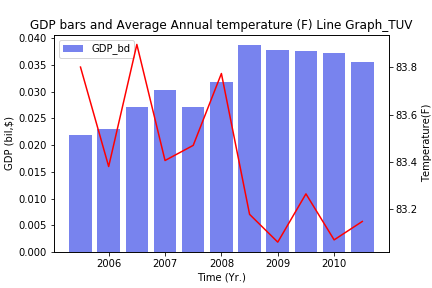 GDP bars and Average Annual temperature (F) Line Graph_TUV
GDP_bd
0.040
0.035
0.030
0.025
0.020
0.015
0.010
0.005
0.000
GDP (bil,$)
83.8
83.6
83.4
83.2
Temperature(F)
2006 2007 2008 2009 2010
Time (Yr.)